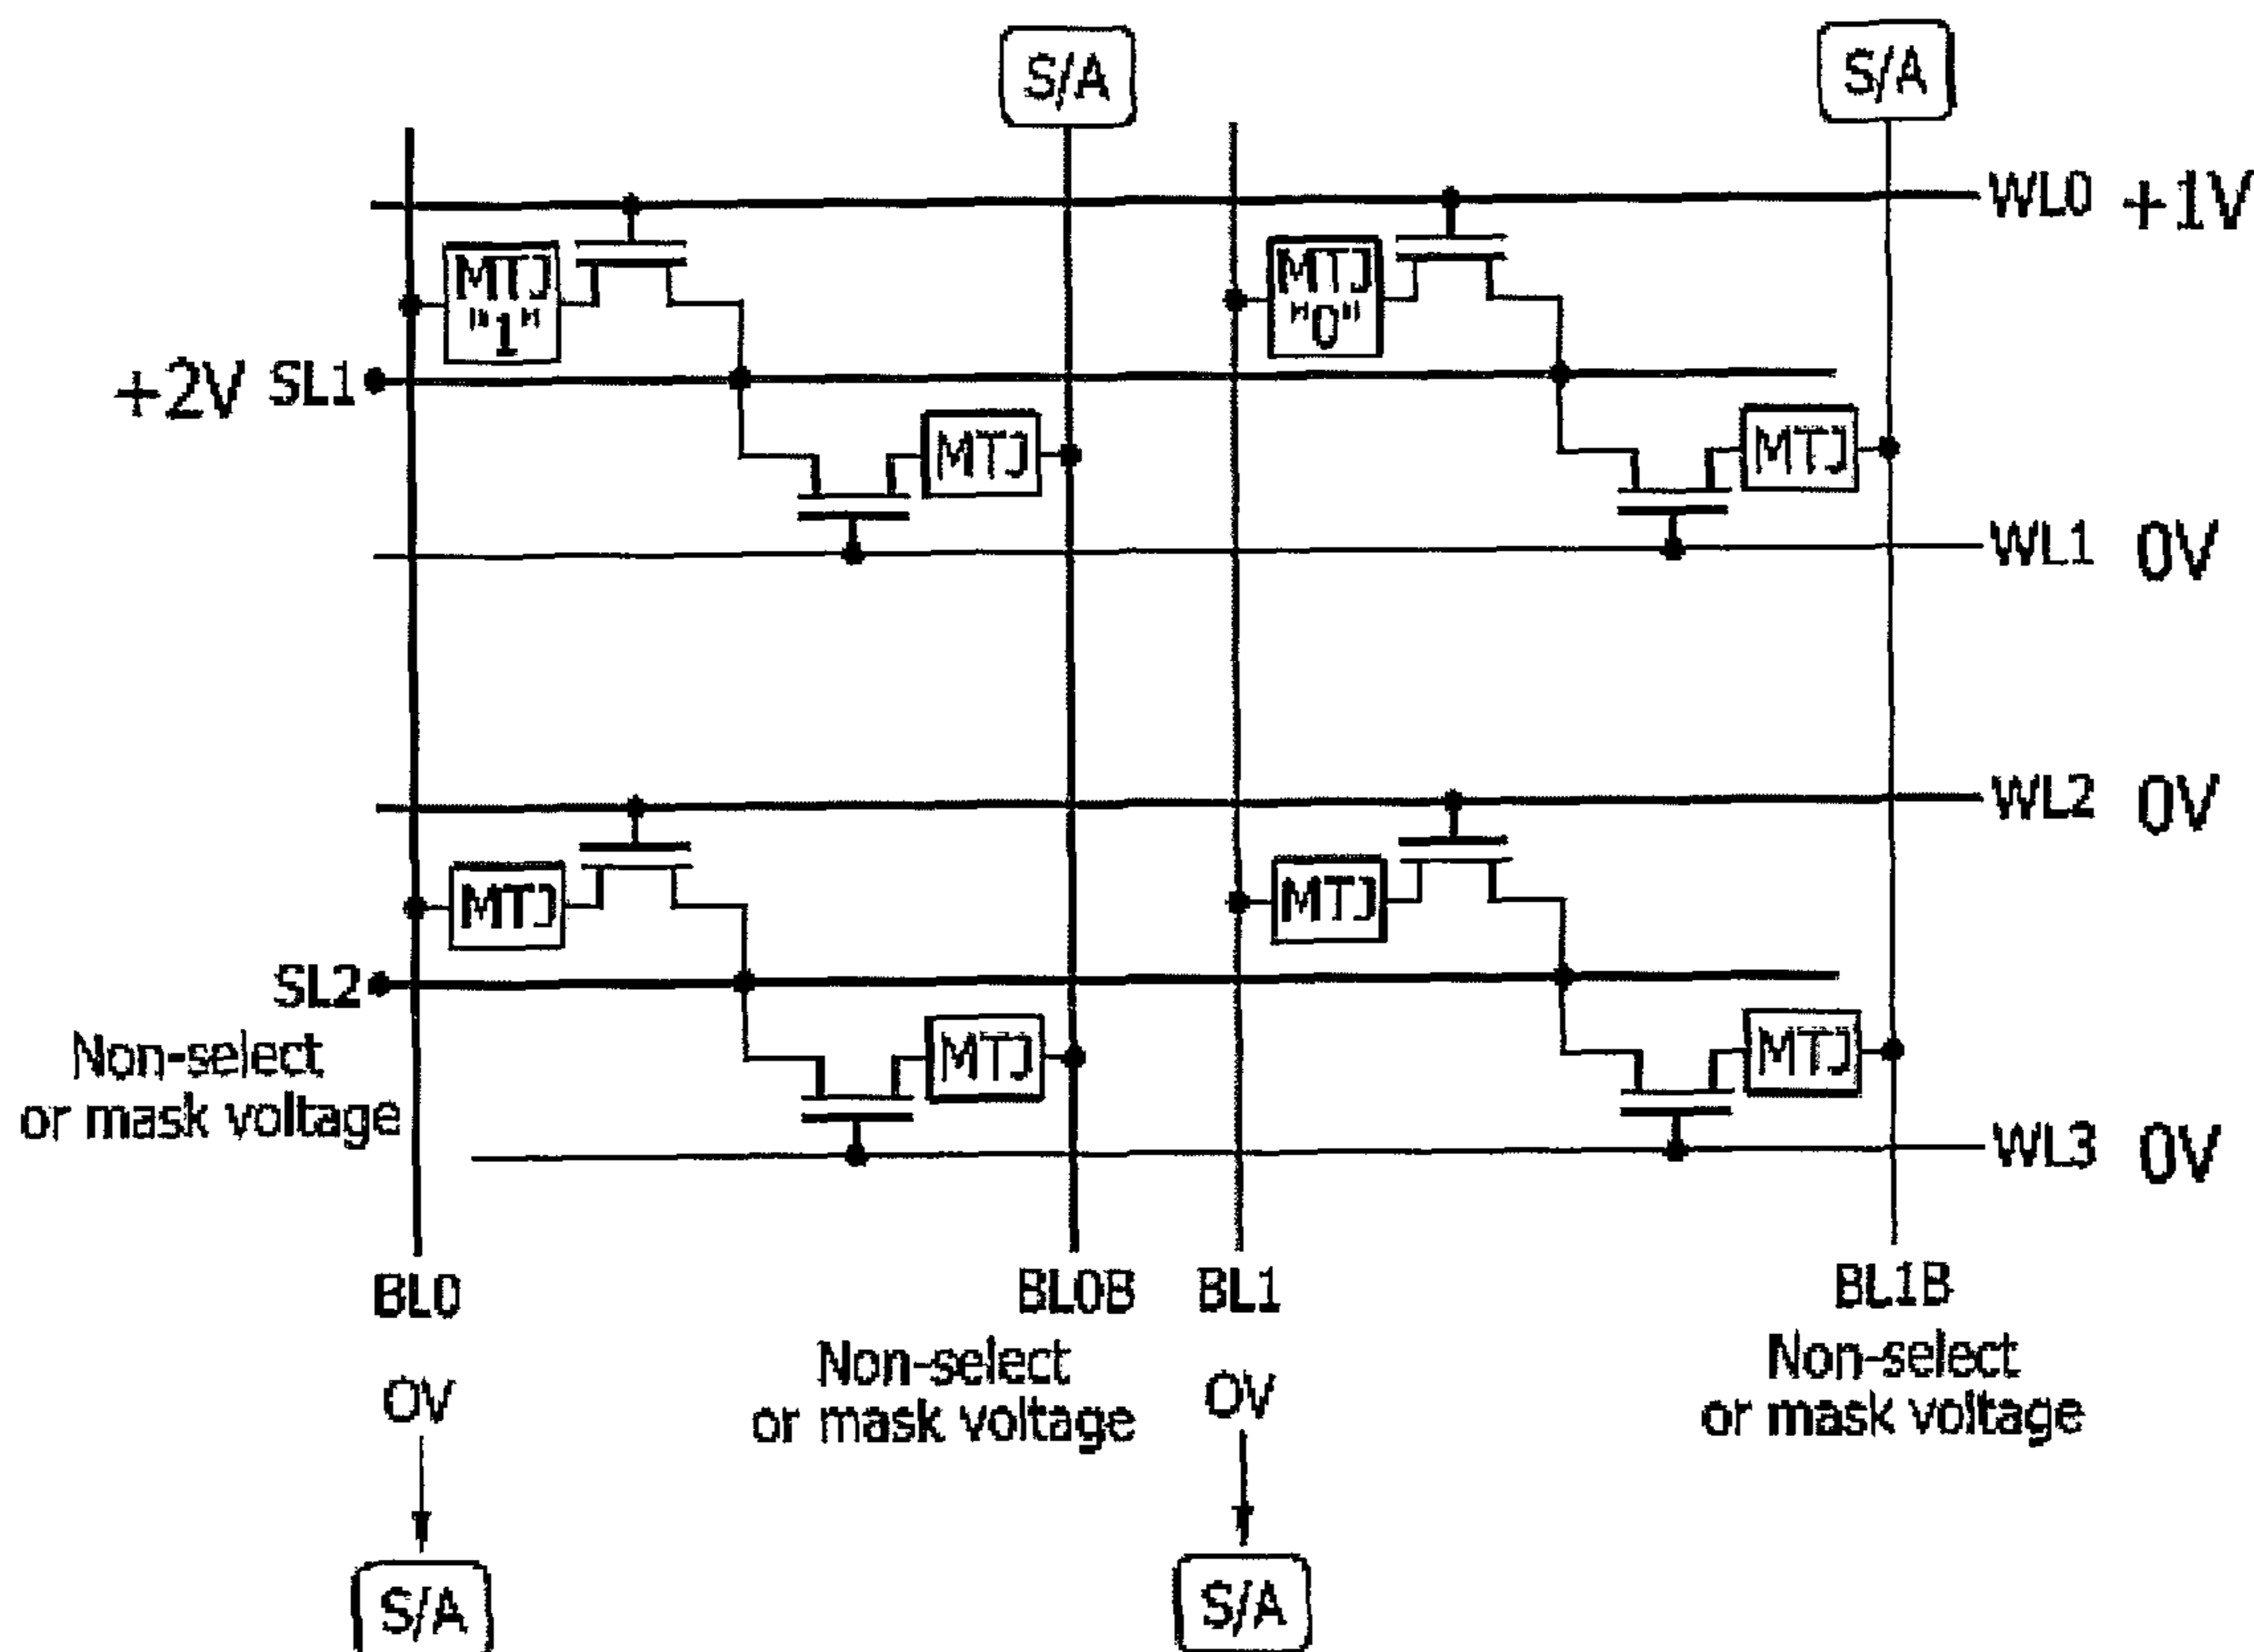 S/A
S/A
WL0 +1V
MTJ
"1"
MTJ
"0"
+2V SL1
MTJ
MTJ
WL1 0V
WL2 0V
MTJ
MTJ
SL2
Non-select
or mask voltage
MTJ
MTJ
WL3 0V
BL0
BL0B
BL1
BL1B
0V
Non-select
or mask voltage
0V
Non-select
or mask voltage
S/A
S/A